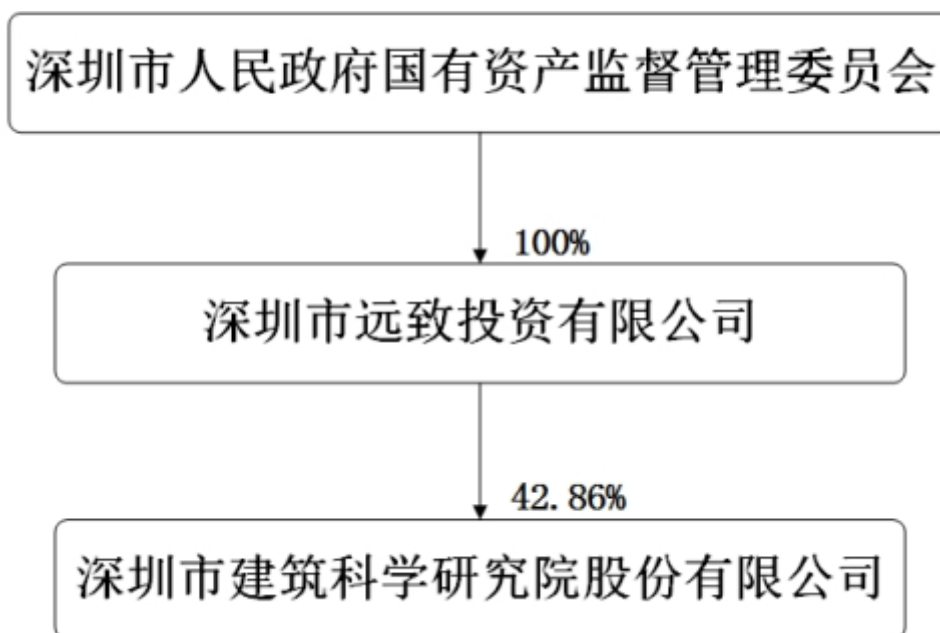 深圳市人民政府国有资产监督管理委员会
100%
深圳市远致投资有限公司
42.86%
深圳市建筑科学研究院股份有限公司